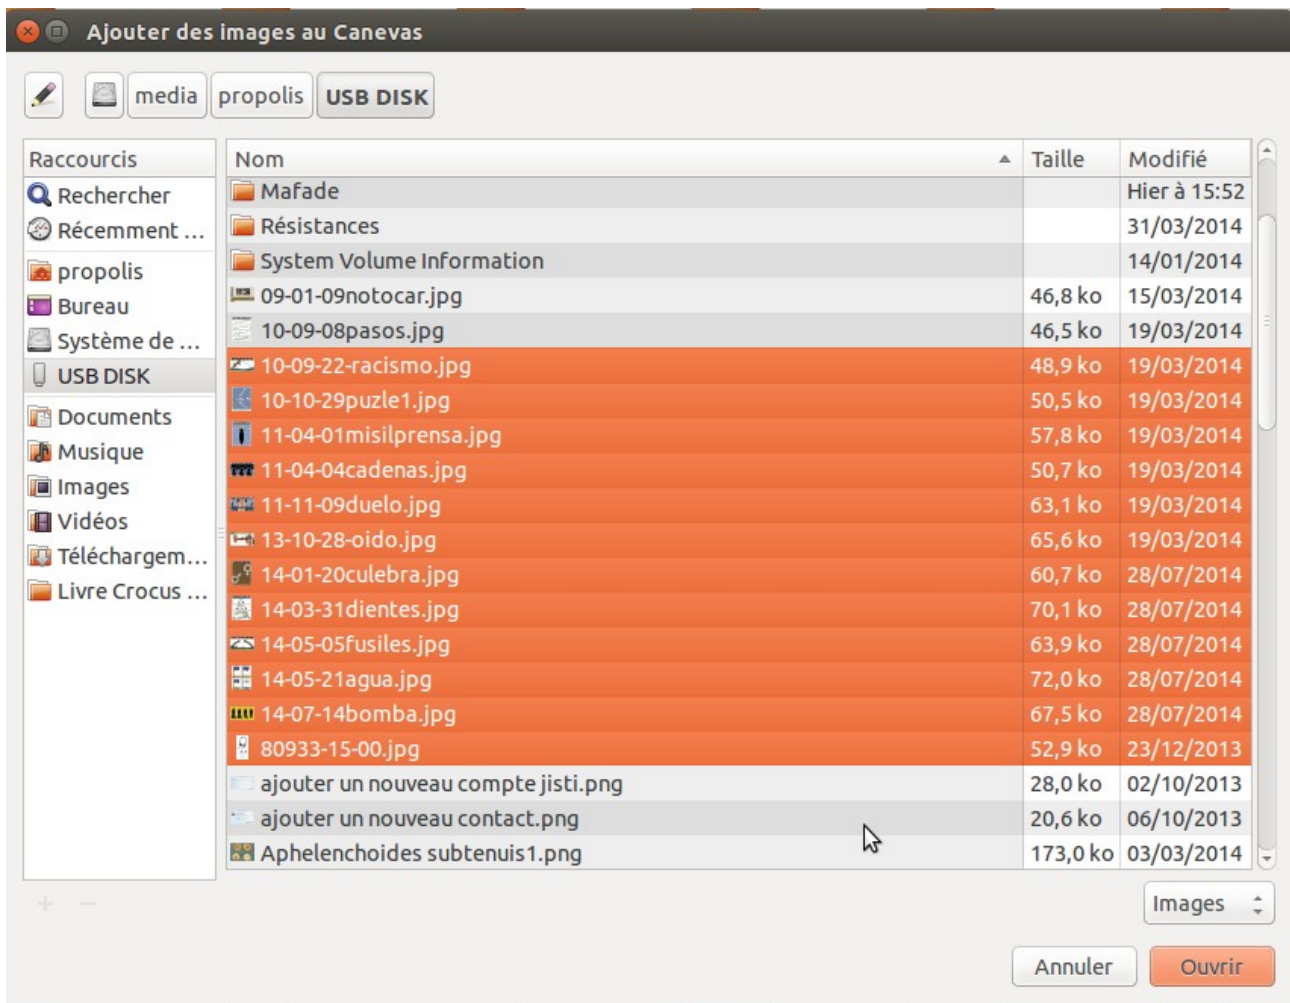 Ajouter des images au Canevas
media propolis USB DISK
Raccourcis
Rechercher
Récemment ...
propolis
Bureau
Système de ...
USB DISK
Documents
Musique
Images
Vidéos
Téléchargem...
Livre Crocus ...
Nom Taille Modifié
Mafade Hier à 15:52
Résistances 31/03/2014
System Volume Information 14/01/2014
09-01-09notocar.jpg 46,8 ko 15/03/2014
10-09-08pasos.jpg 46,5 ko 19/03/2014
10-09-22-racismo.jpg 48,9 ko 19/03/2014
10-10-29puzle1.jpg 50,5 ko 19/03/2014
11-04-01misilprensa.jpg 57,8 ko 19/03/2014
11-04-04cadenas.jpg 50,7 ko 19/03/2014
11-11-09duelo.jpg 63,1 ko 19/03/2014
13-10-28-oido.jpg 65,6 ko 19/03/2014
14-01-20culebra.jpg 60,7 ko 28/07/2014
14-03-31dientes.jpg 70,1 ko 28/07/2014
14-05-05fusiles.jpg 63,9 ko 28/07/2014
14-05-21agua.jpg 72,0 ko 28/07/2014
14-07-14bomba.jpg 67,5 ko 28/07/2014
80933-15-00.jpg 52,9 ko 23/12/2013
ajouter un nouveau compte jisti.png 28,0 ko 02/10/2013
ajouter un nouveau contact.png 20,6 ko 06/10/2013
Aphelenchoides subtenuis1.png 173,0 ko 03/03/2014
Images
Annuler Ouvrir